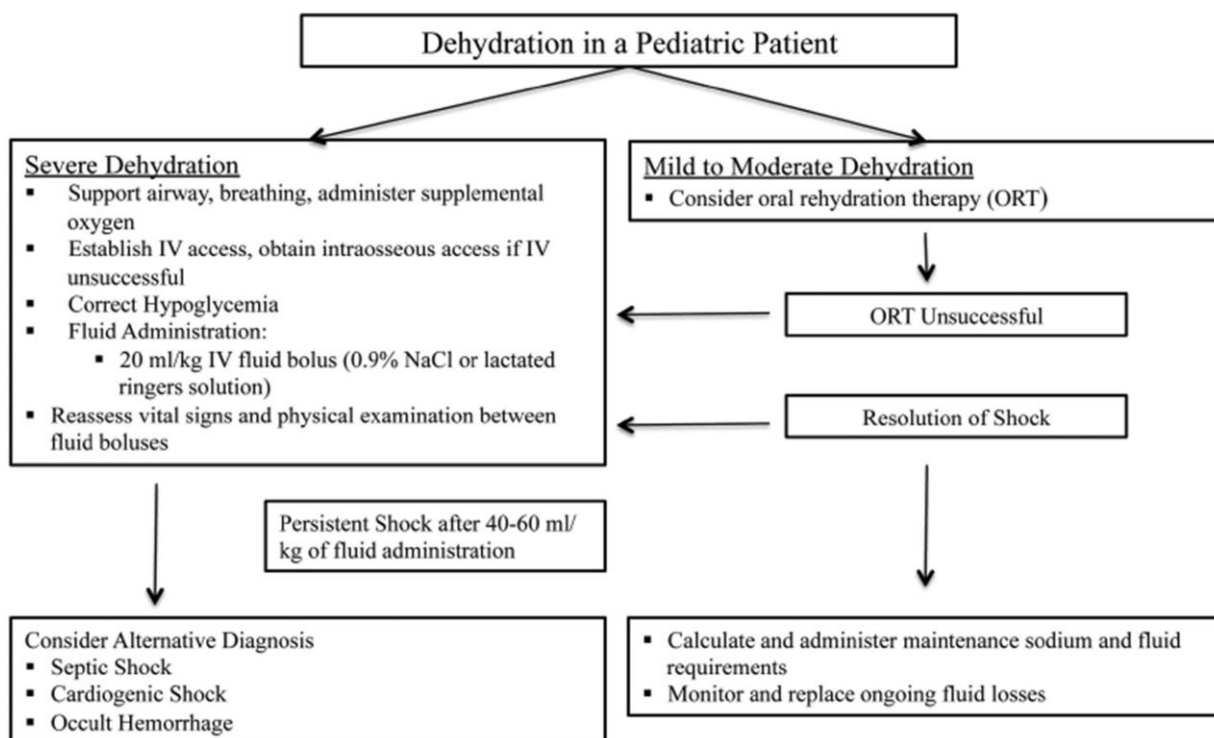 Dehydration in a Pediatric Patient
Severe Dehydration
▪ Support airway, breathing, administer supplemental
oxygen
▪ Establish IV access, obtain intraosseous access if IV
unsuccessful
▪ Correct Hypoglycemia
▪ Fluid Administration:
▪ 20 ml/kg IV fluid bolus (0.9% NaCl or lactated
ringers solution)
▪ Reassess vital signs and physical examination between
fluid boluses
Mild to Moderate Dehydration
▪ Consider oral rehydration therapy (ORT)
ORT Unsuccessful
Resolution of Shock
Persistent Shock after 40-60 ml/
kg of fluid administration
Consider Alternative Diagnosis
▪ Septic Shock
▪ Cardiogenic Shock
▪ Occult Hemorrhage
▪ Calculate and administer maintenance sodium and fluid
requirements
▪ Monitor and replace ongoing fluid losses